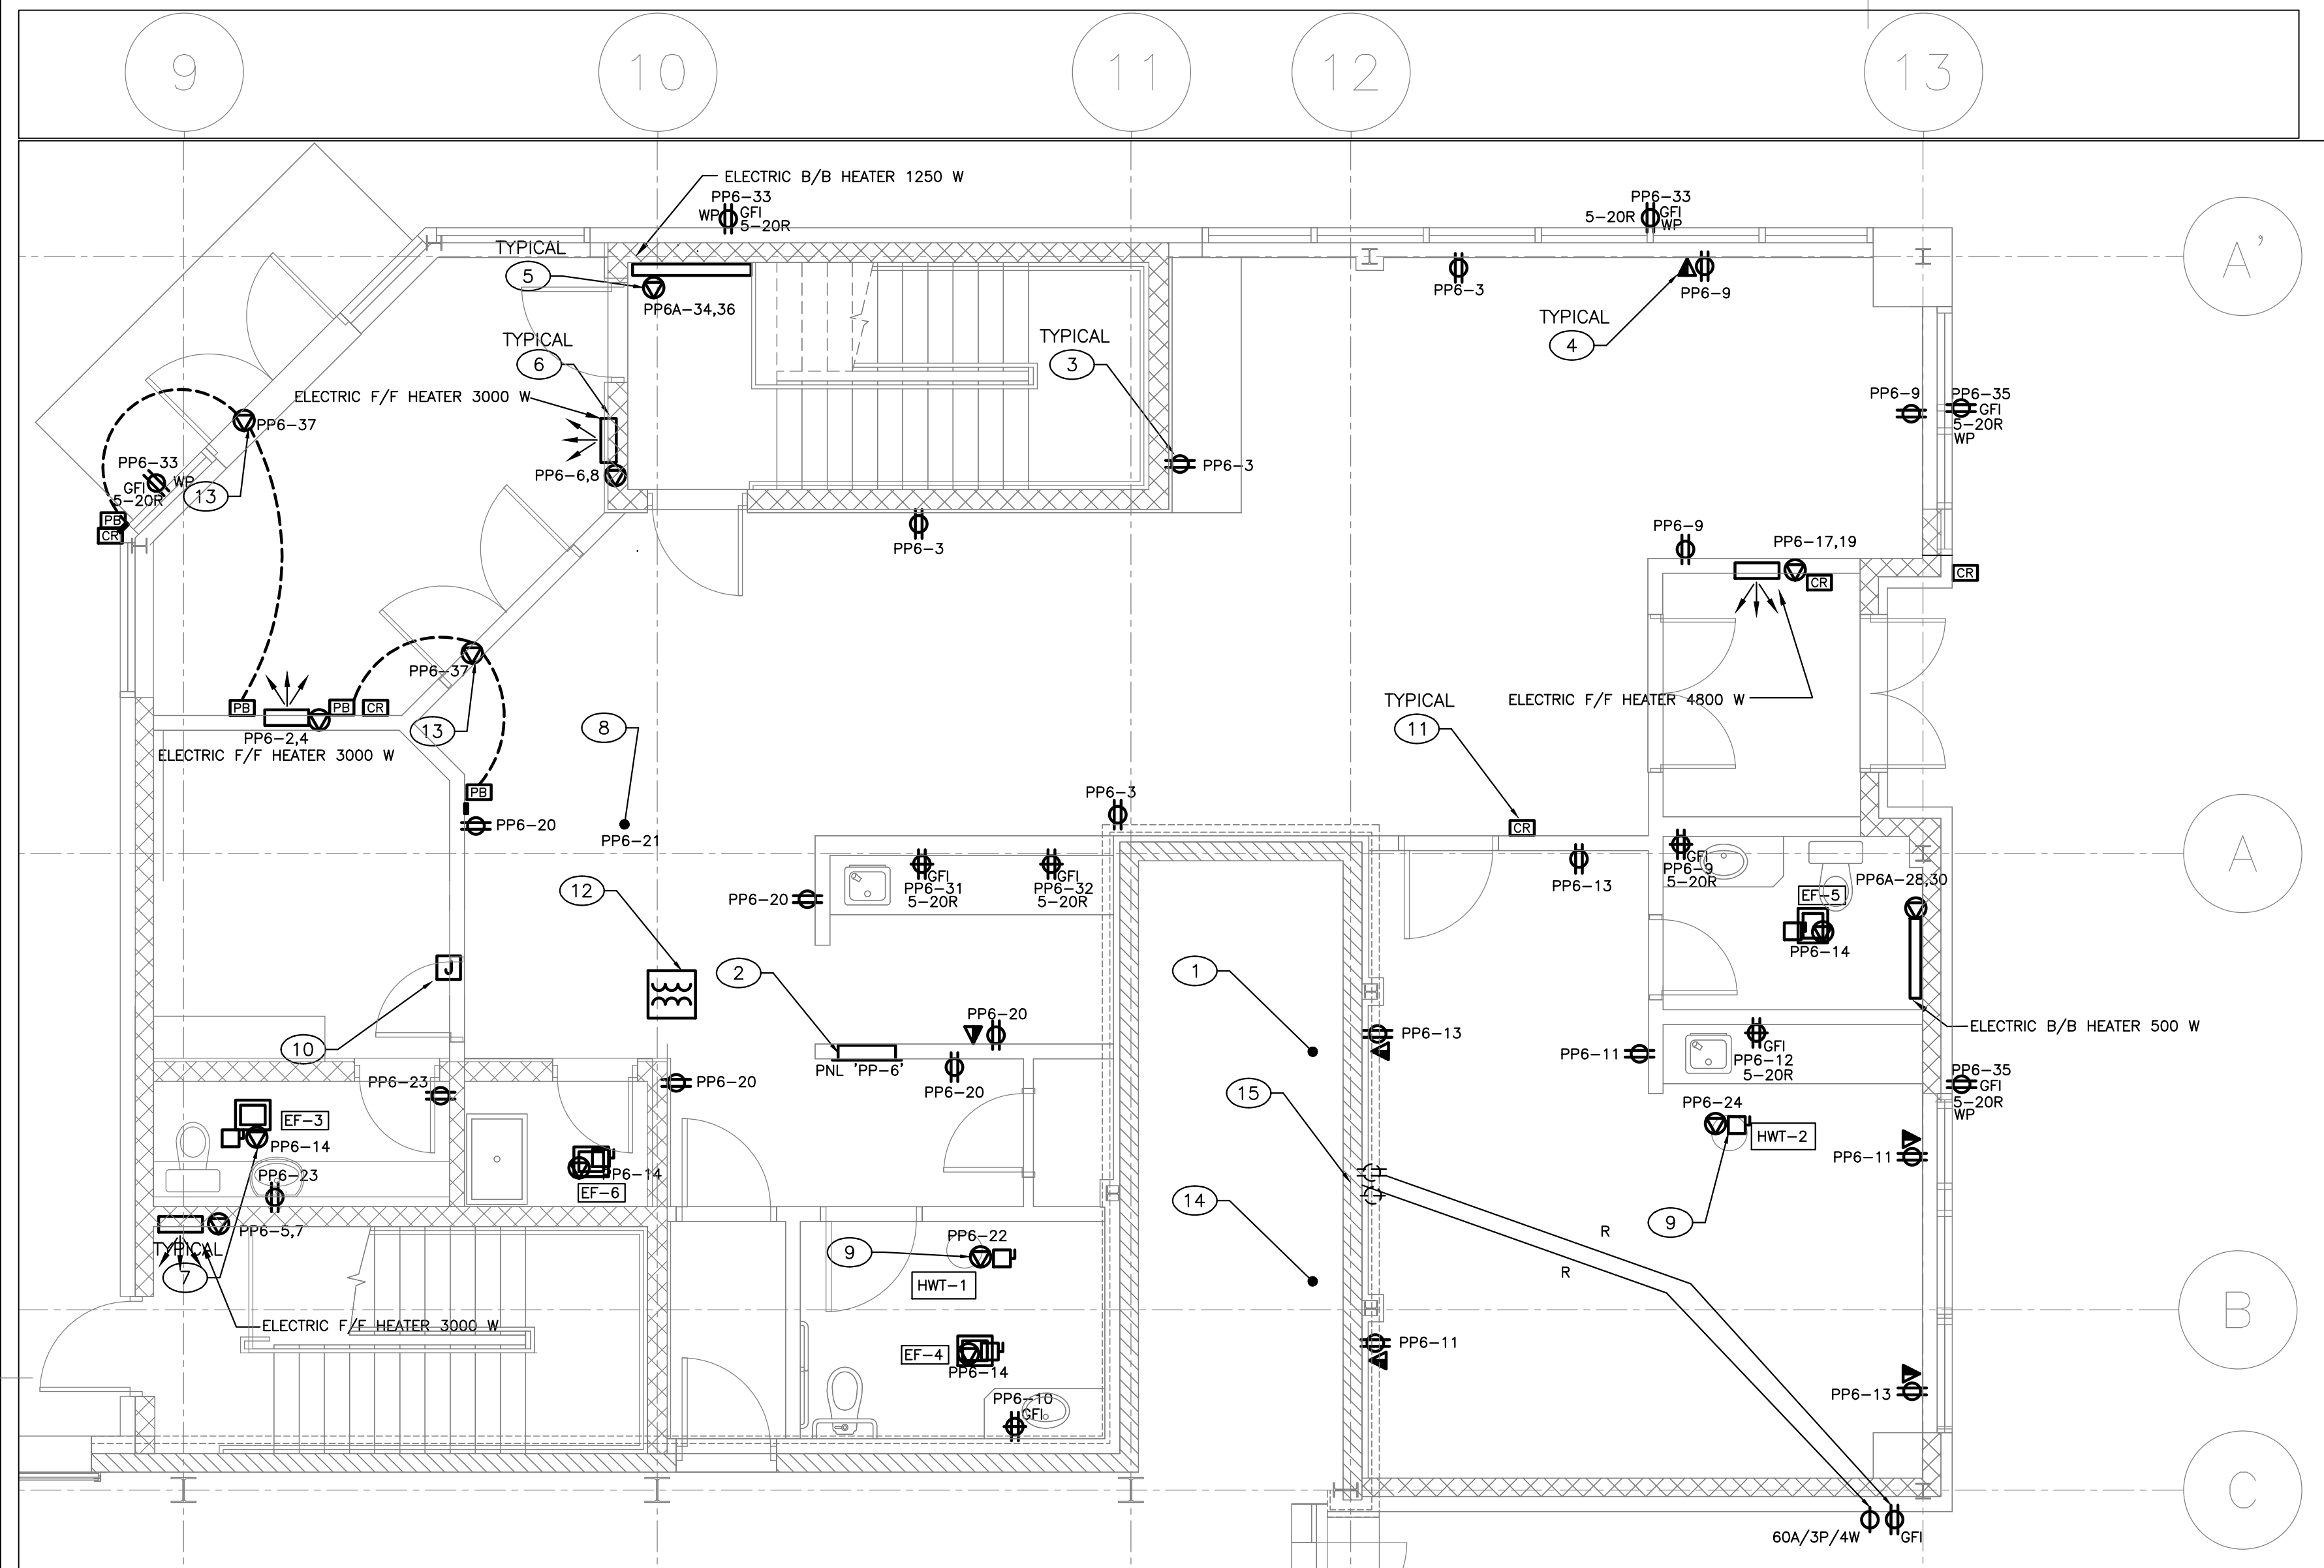 9
10
11
12
13
ELECTRIC B/B HEATER 1250 W
PP6-33
WP
GFI
5-20R
PP6-33
5-20R
GFI
WP
TYPICAL
5
PP6A-34,36
PP6-3
PP6-9
A'
TYPICAL
6
TYPICAL
3
TYPICAL
4
ELECTRIC F/F HEATER 3000 W
PP6-37
PP6-9
PP6-35
GFI
5-20R
WP
PP6-33
GFI
WP
5-20R
13
PP6-6,8
PP6-3
PB
CR
PP6-3
PP6-9
PP6-17,19
CR
CR
PP6-37
PB
PB
CR
13
8
TYPICAL
11
ELECTRIC F/F HEATER 4800 W
PP6-2,4
ELECTRIC F/F HEATER 3000 W
PB
PP6-3
PP6-20
PP6-21
CR
A
12
PP6-20
GFI
PP6-31
5-20R
GFI
PP6-32
5-20R
PP6-13
GFI
PP6-9
5-20R
PP6A-28,30
EF-5
PP6-14
J
2
1
PP6-20
PP6-13
ELECTRIC B/B HEATER 500 W
10
PNL 'PP-6'
PP6-20
PP6-11
GFI
PP6-12
5-20R
PP6-23
PP6-20
15
PP6-35
GFI
5-20R
WP
EF-3
PP6-14
PP6-24
HWT-2
PP6-11
PP6-23
PP6-14
EF-6
14
9
PP6-5,7
TYPICAL
7
9
PP6-22
HWT-1
R
R
B
ELECTRIC F/F HEATER 3000 W
EF-4
PP6-14
PP6-11
PP6-10
GFI
PP6-13
C
60A/3P/4W
GFI